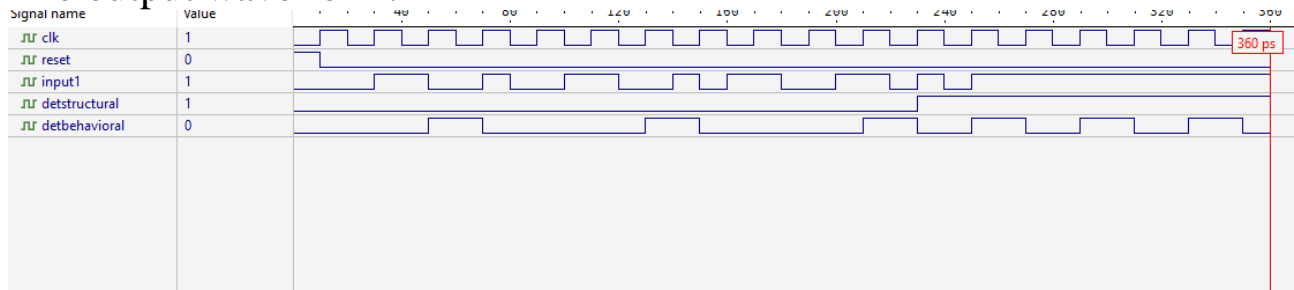 Signal name Value 40 80 120 160 200 240 280 320 360
clk 1
360 ps
reset 0
input1 1
detstructural 1
detbehavioral 0